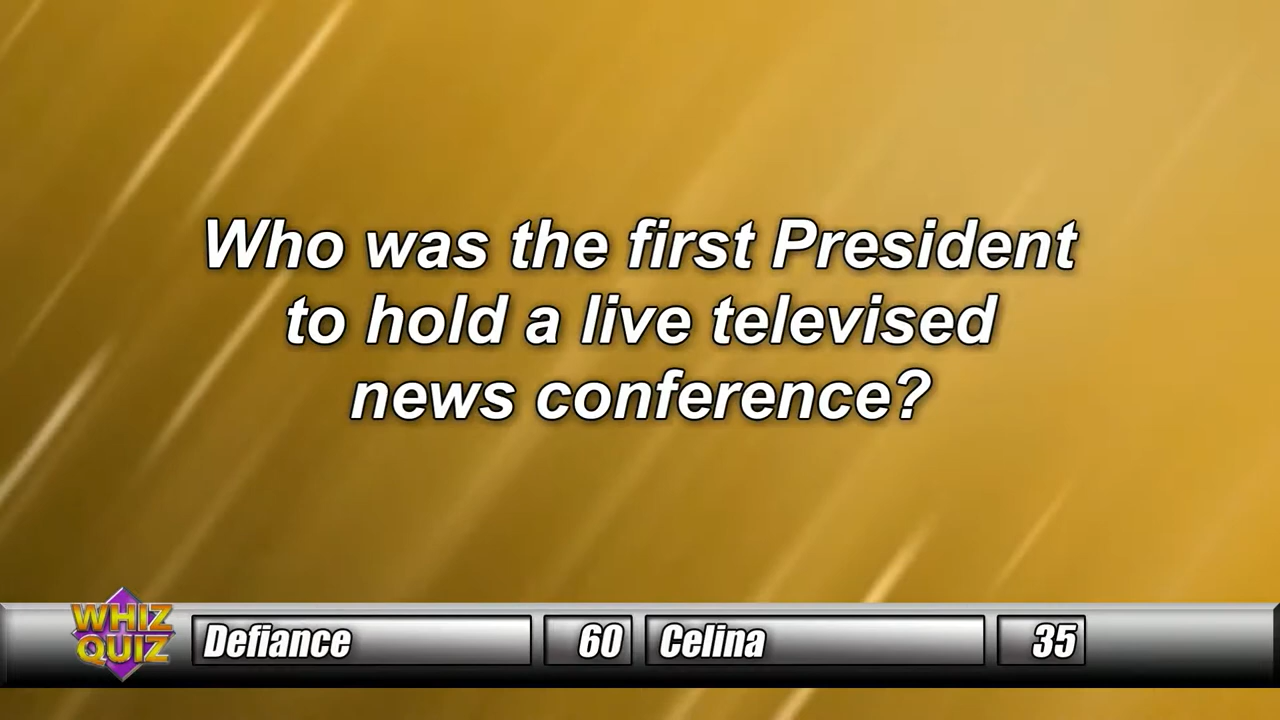 Who was the first President
to hold a live televised
news conference?
WHIZ
QUIZ
Defiance 60 Celina 35